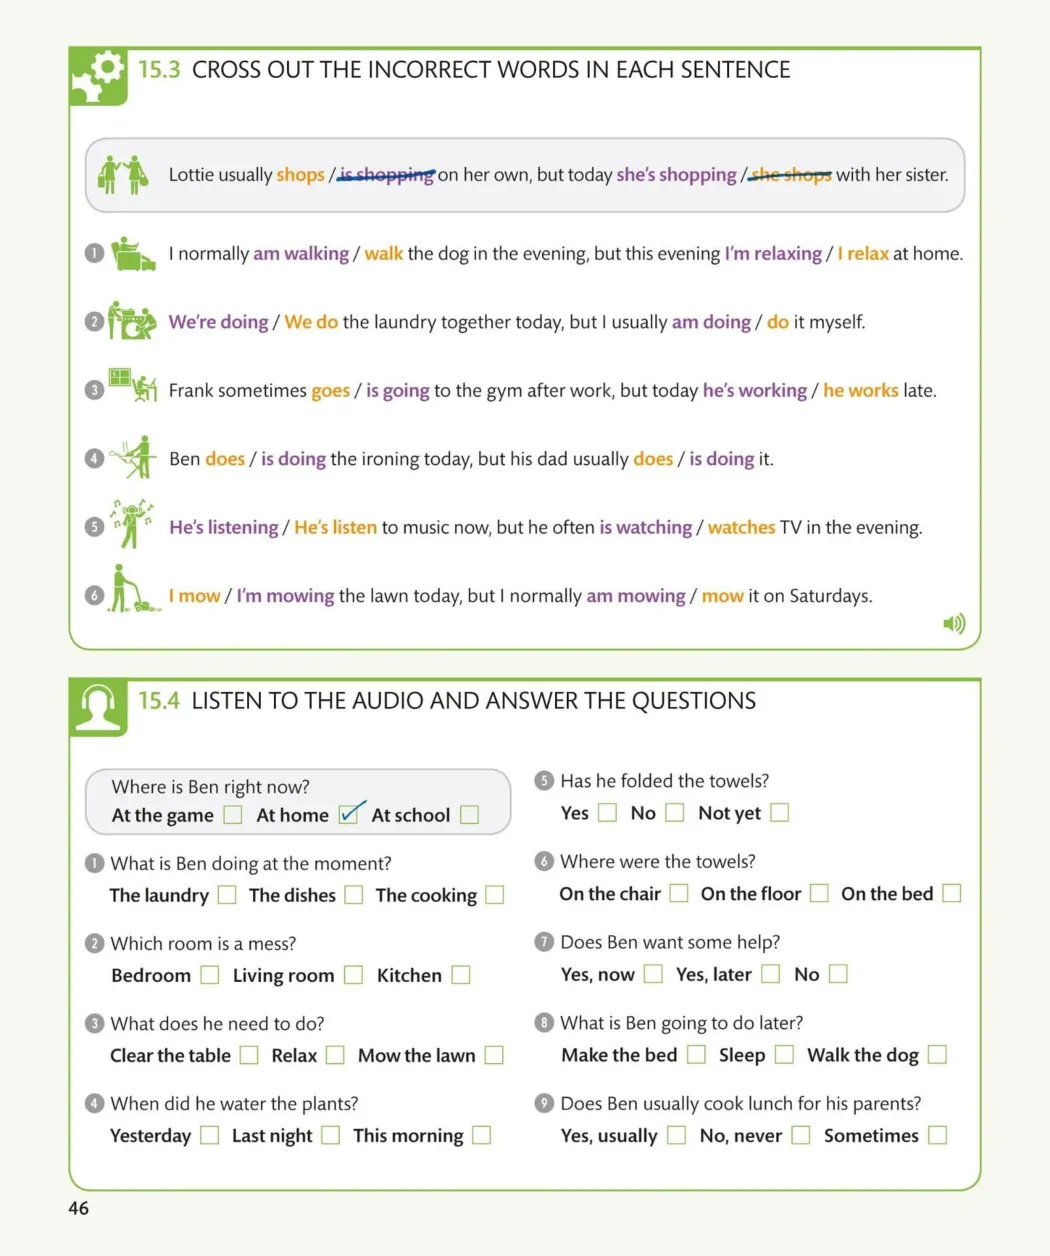 15.3 CROSS OUT THE INCORRECT WORDS IN EACH SENTENCE
Lottie usually shops / is shopping on her own, but today she's shopping / she shops with her sister.
1 I normally am walking / walk the dog in the evening, but this evening I'm relaxing / I relax at home.
2 We're doing / We do the laundry together today, but I usually am doing / do it myself.
3 Frank sometimes goes / is going to the gym after work, but today he's working / he works late.
4 Ben does / is doing the ironing today, but his dad usually does / is doing it.
5 He's listening / He's listen to music now, but he often is watching / watches TV in the evening.
6 I mow / I'm mowing the lawn today, but I normally am mowing / mow it on Saturdays.
15.4 LISTEN TO THE AUDIO AND ANSWER THE QUESTIONS
Where is Ben right now?
At the game At home At school
1 What is Ben doing at the moment?
The laundry The dishes The cooking
2 Which room is a mess?
Bedroom Living room Kitchen
3 What does he need to do?
Clear the table Relax Mow the lawn
4 When did he water the plants?
Yesterday Last night This morning
5 Has he folded the towels?
Yes No Not yet
6 Where were the towels?
On the chair On the floor On the bed
7 Does Ben want some help?
Yes, now Yes, later No
8 What is Ben going to do later?
Make the bed Sleep Walk the dog
9 Does Ben usually cook lunch for his parents?
Yes, usually No, never Sometimes
46